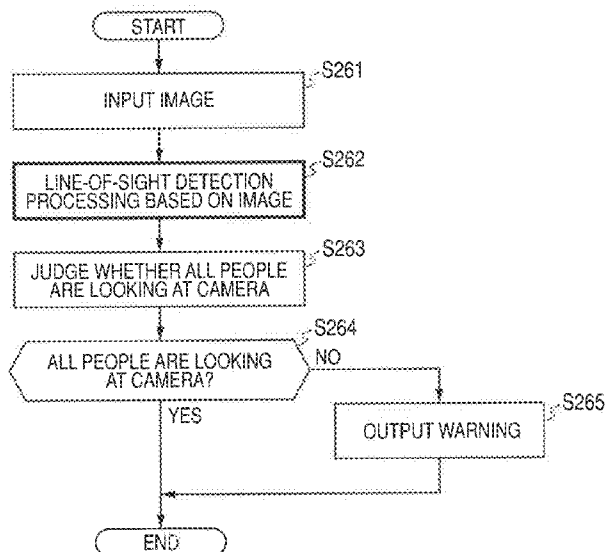 START
S261
INPUT IMAGE
S262
LINE-OF-SIGHT DETECTION
PROCESSING BASED ON IMAGE
S263
JUDGE WHETHER ALL PEOPLE
ARE LOOKING AT CAMERA
S264
ALL PEOPLE ARE LOOKING
AT CAMERA?
NO
YES
S265
OUTPUT WARNING
END